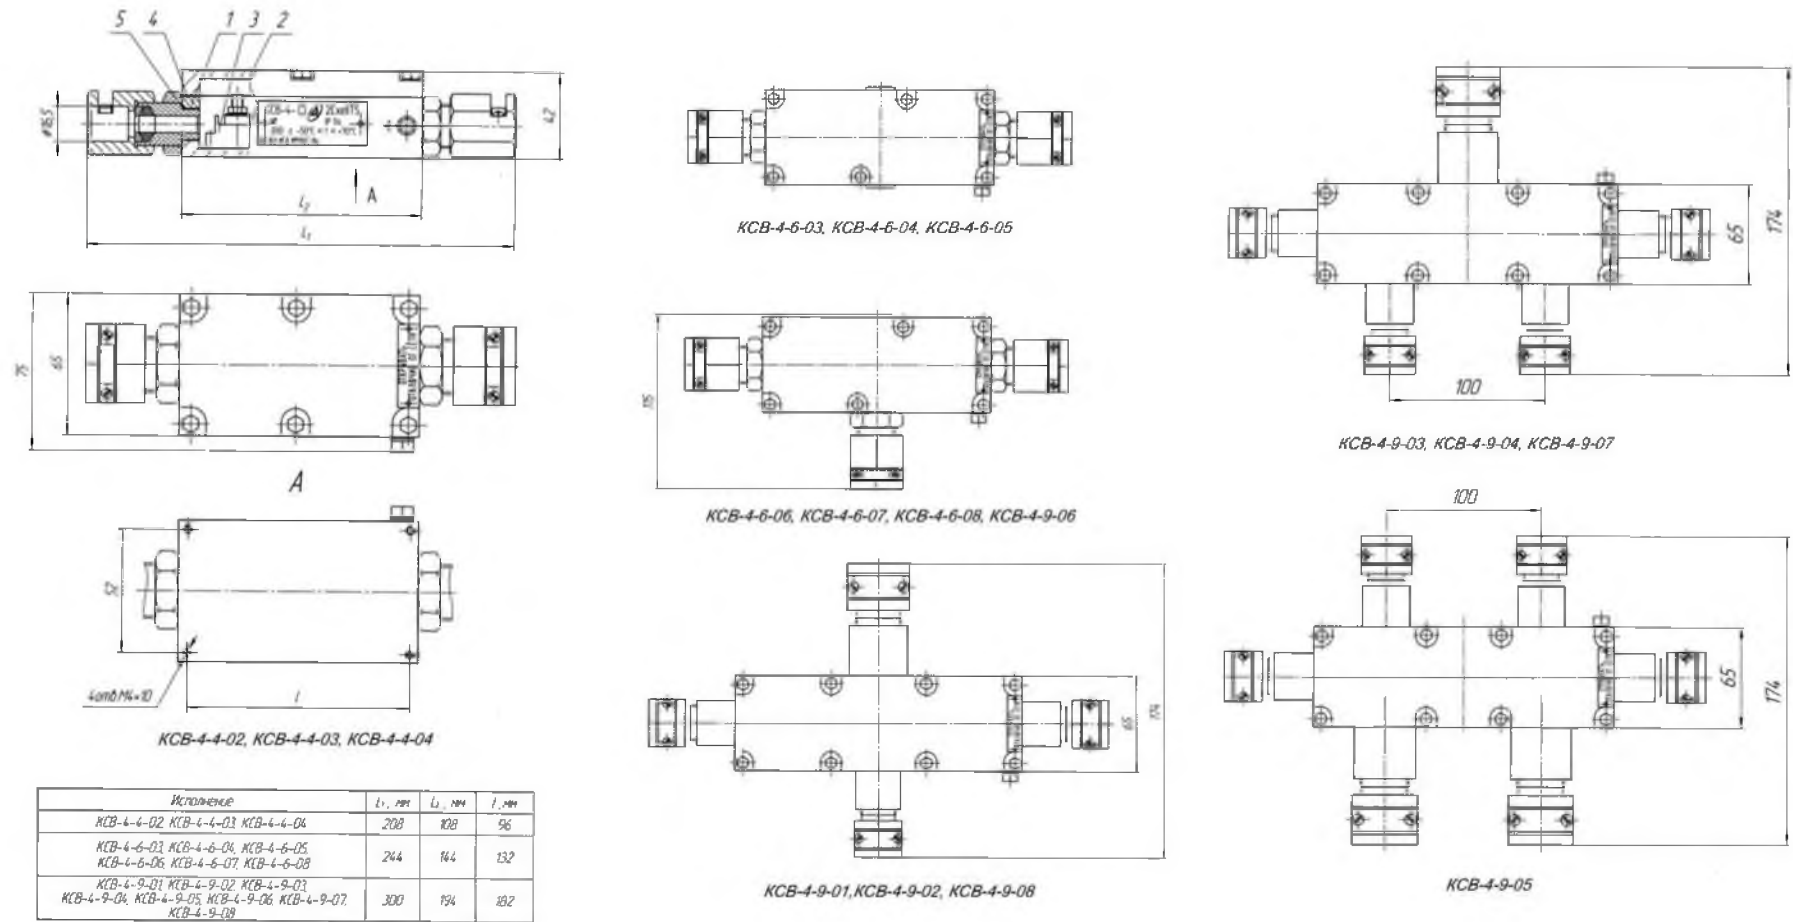 5 4 1 3 2
42
A
L₂
L₁
КСВ-4-6-03, КСВ-4-6-04, КСВ-4-6-05
65
174
75
65
115
100
КСВ-4-9-03, КСВ-4-9-04, КСВ-4-9-07
А
КСВ-4-6-06, КСВ-4-6-07, КСВ-4-6-08, КСВ-4-9-06
52
4отв.М4×10
l
КСВ-4-4-02, КСВ-4-4-03, КСВ-4-4-04
65
174
КСВ-4-9-01,КСВ-4-9-02, КСВ-4-9-08
100
65
174
КСВ-4-9-05
Исполнение L₁, мм L₂, мм l, мм
КСВ-4-4-02, КСВ-4-4-03, КСВ-4-4-04 208 108 96
КСВ-4-6-03, КСВ-4-6-04, КСВ-4-6-05,
КСВ-4-6-06, КСВ-4-6-07, КСВ-4-6-08 244 144 132
КСВ-4-9-01, КСВ-4-9-02, КСВ-4-9-03,
КСВ-4-9-04, КСВ-4-9-05, КСВ-4-9-06, КСВ-4-9-07, 300 194 182
КСВ-4-9-08